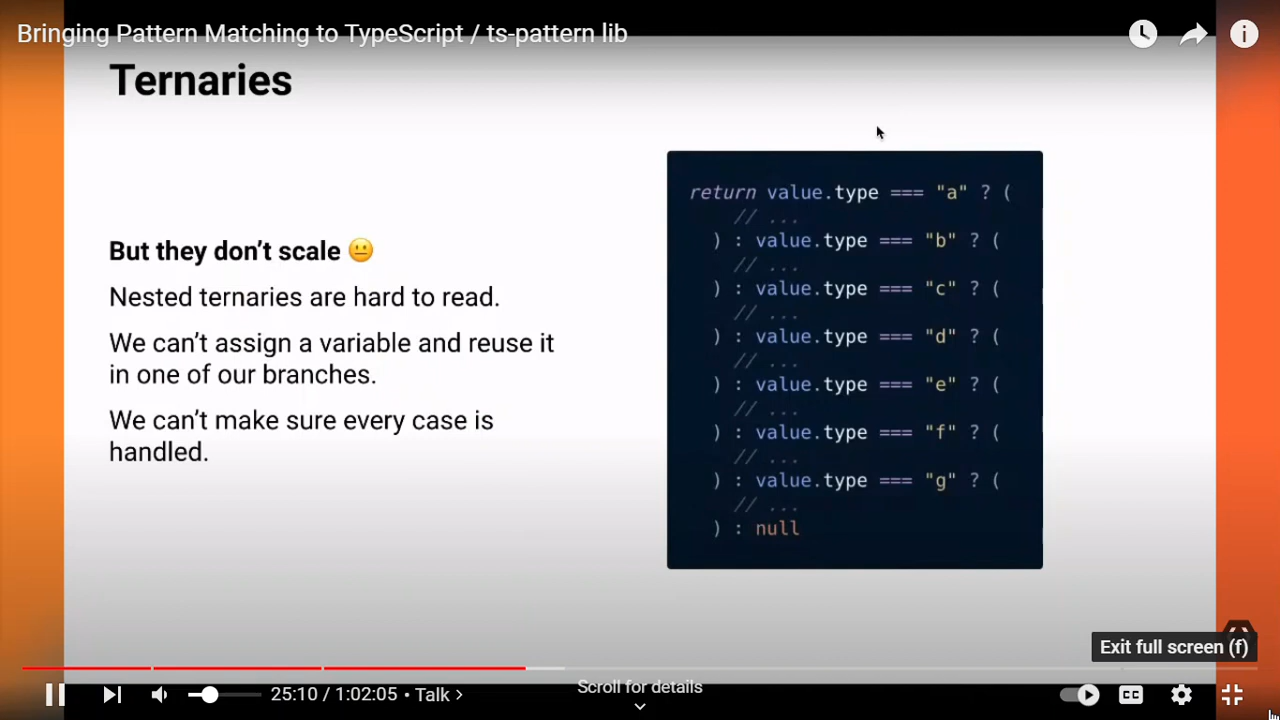 Bringing Pattern Matching to TypeScript / ts-pattern lib
Ternaries
But they don’t scale 😐
Nested ternaries are hard to read.
We can’t assign a variable and reuse it
in one of our branches.
We can’t make sure every case is
handled.
return value.type === "a" ? (
// ...
) : value.type === "b" ? (
// ...
) : value.type === "c" ? (
// ...
) : value.type === "d" ? (
// ...
) : value.type === "e" ? (
// ...
) : value.type === "f" ? (
// ...
) : value.type === "g" ? (
// ...
) : null
Exit full screen (f)
25:10 / 1:02:05 • Talk >
Scroll for details
CC